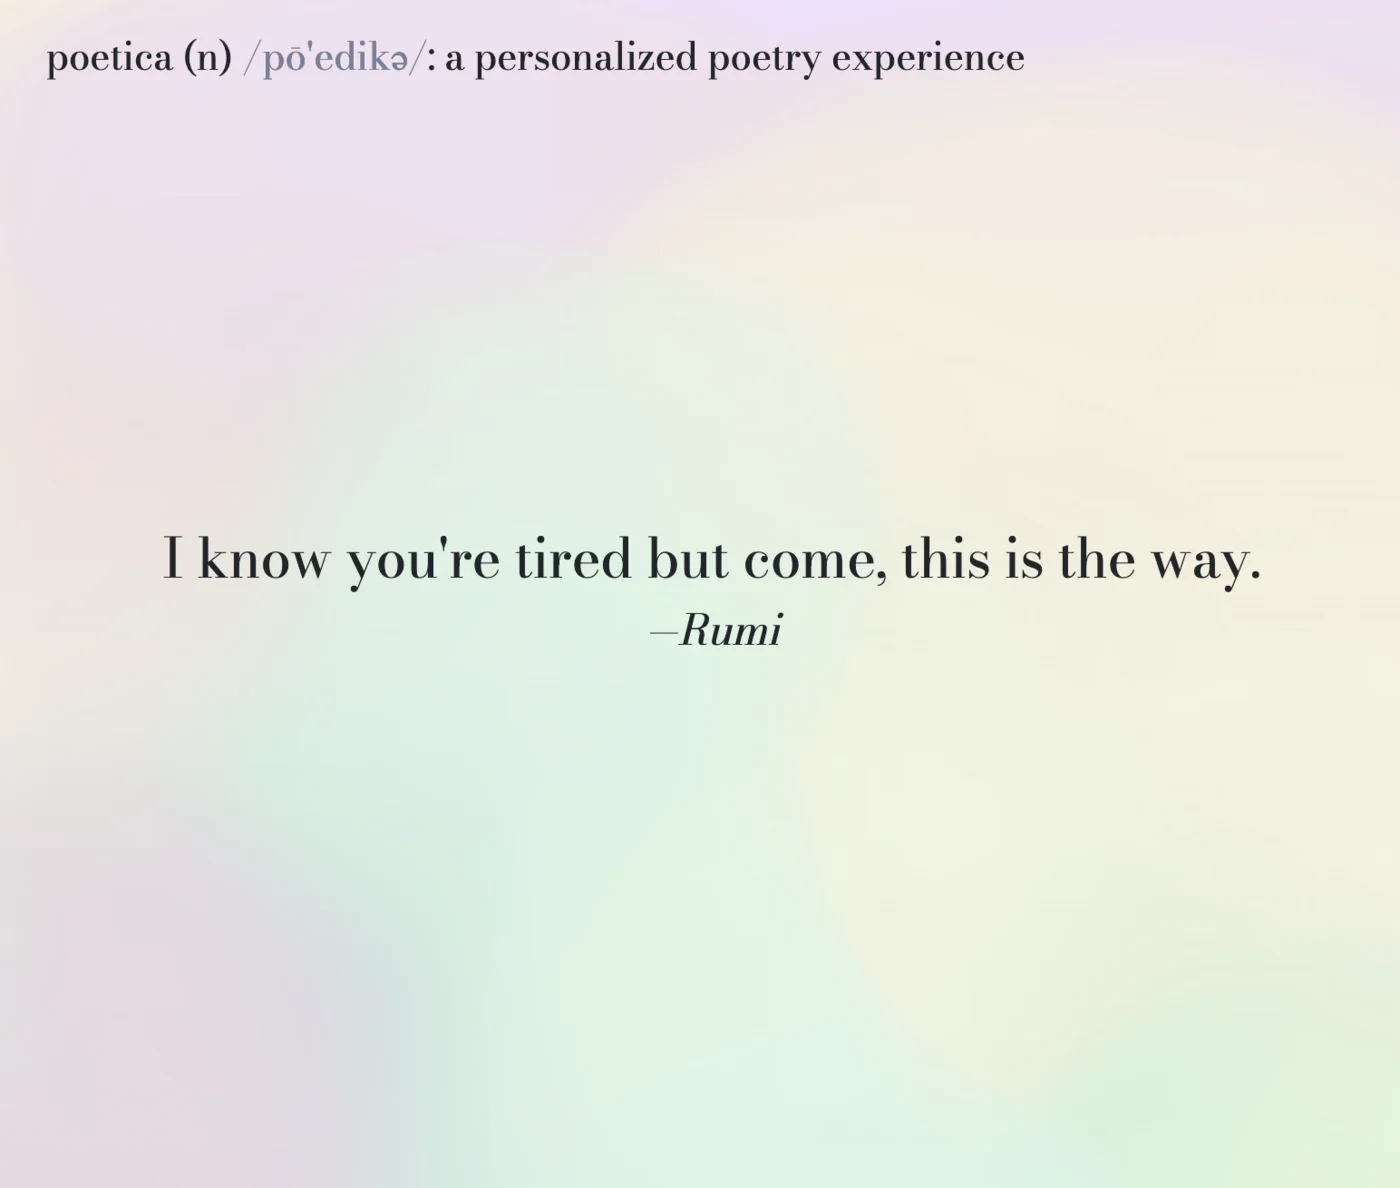 poetica (n) /pō'edikə/: a personalized poetry experience
I know you're tired but come, this is the way.
—Rumi